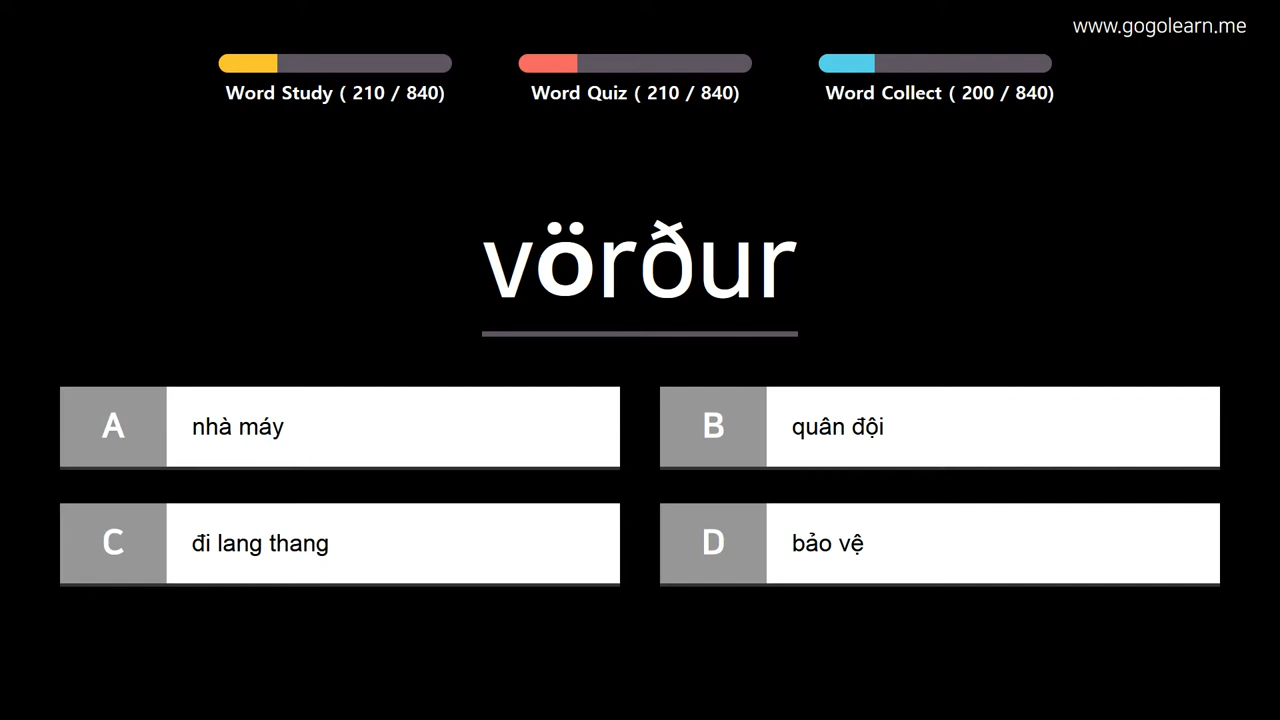 www.gogolearn.me
Word Study ( 210 / 840)
Word Quiz ( 210 / 840)
Word Collect ( 200 / 840)
vörður
A nhà máy
B quân đội
C đi lang thang
D bảo vệ